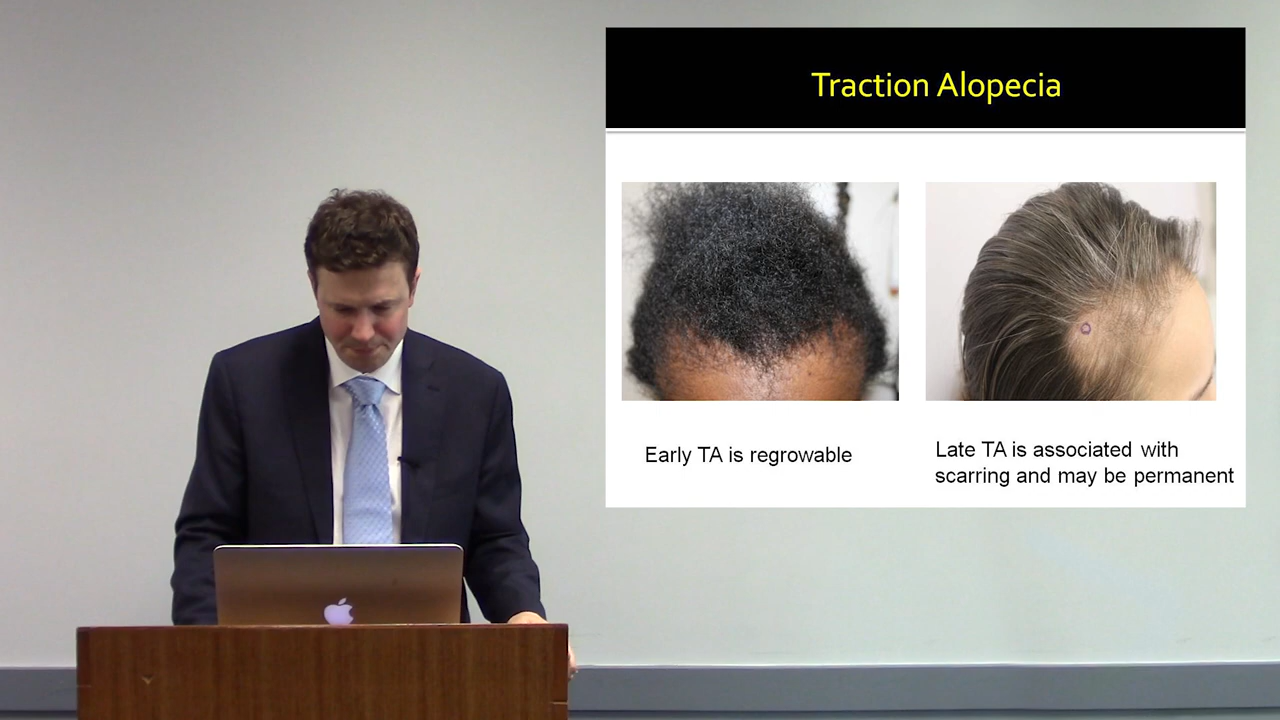 Traction Alopecia
Early TA is regrowable
Late TA is associated with
scarring and may be permanent